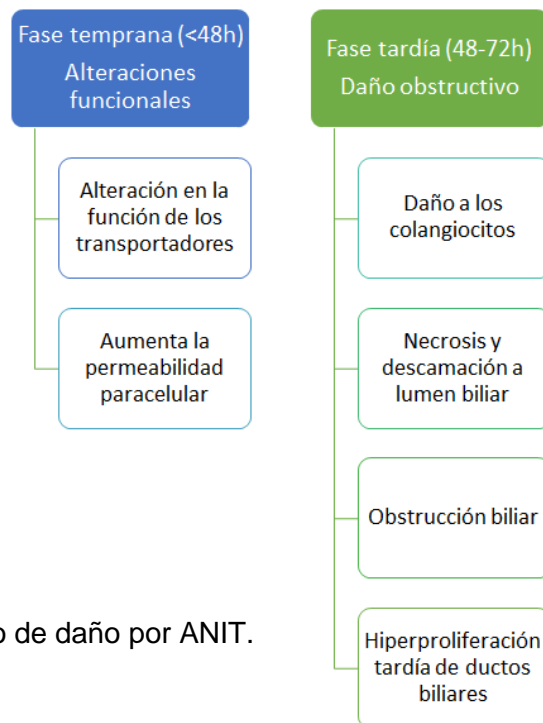 Fase temprana (<48h)
Alteraciones
funcionales
Alteración en la
función de los
transportadores
Aumenta la
permeabilidad
paracelular
Fase tardía (48-72h)
Daño obstructivo
Daño a los
colangiocitos
Necrosis y
descamación a
lumen biliar
Obstrucción biliar
Hiperproliferación
tardía de ductos
biliares
de daño por ANIT.